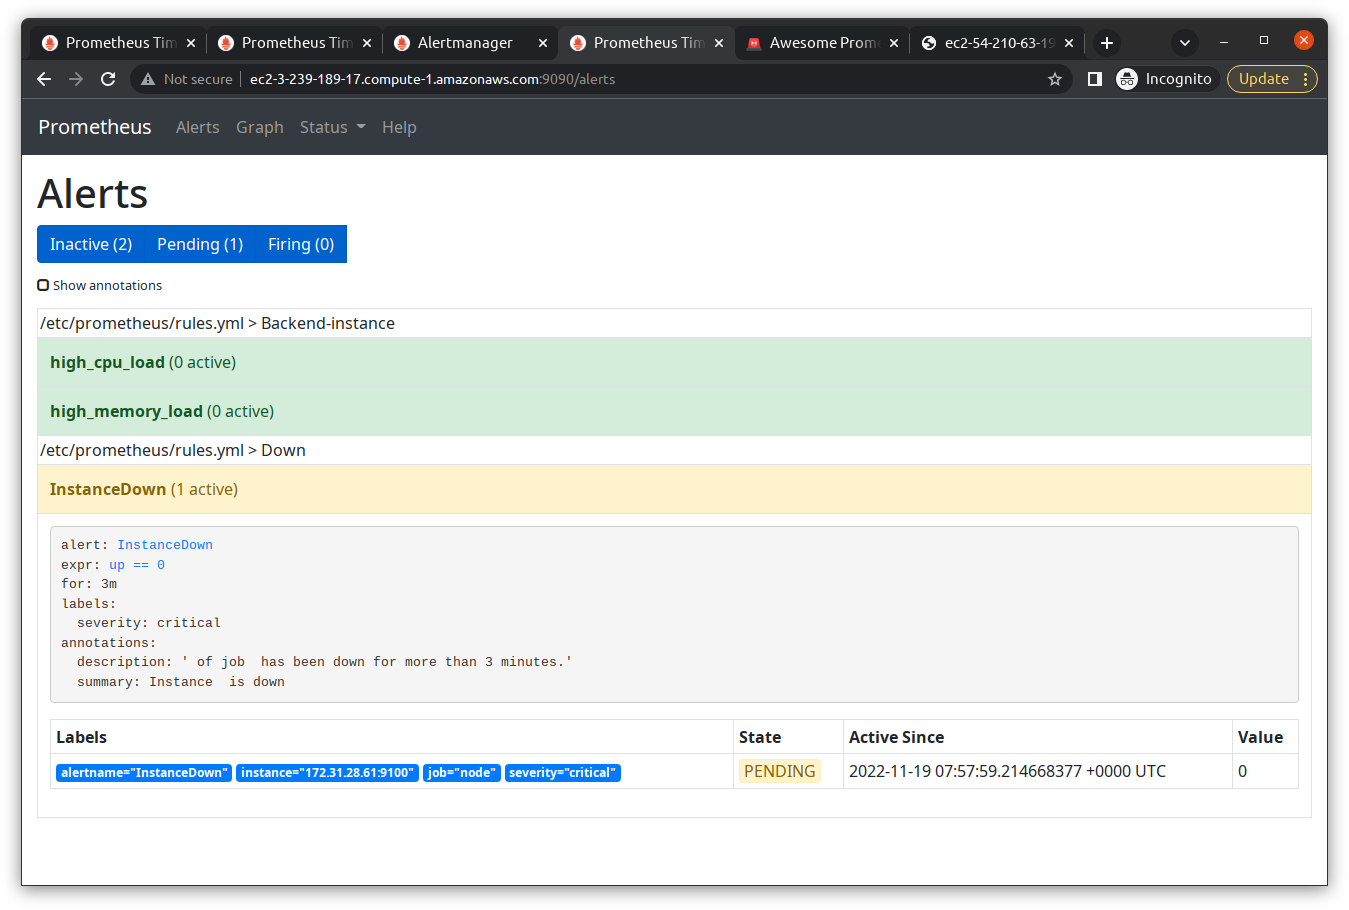 Prometheus Tim
Prometheus Tim
Alertmanager
Prometheus Tim
Awesome Prome
ec2-54-210-63-19
Not secure
ec2-3-239-189-17.compute-1.amazonaws.com:9090/alerts
Incognito
Update
Prometheus Alerts Graph Status Help
Alerts
Inactive (2) Pending (1) Firing (0)
Show annotations
/etc/prometheus/rules.yml > Backend-instance
high_cpu_load (0 active)
high_memory_load (0 active)
/etc/prometheus/rules.yml > Down
InstanceDown (1 active)
alert: InstanceDown
expr: up == 0
for: 3m
labels:
  severity: critical
annotations:
  description: ' of job  has been down for more than 3 minutes.'
  summary: Instance  is down
Labels State Active Since Value
alertname="InstanceDown" instance="172.31.28.61:9100" job="node" severity="critical" PENDING 2022-11-19 07:57:59.214668377 +0000 UTC 0